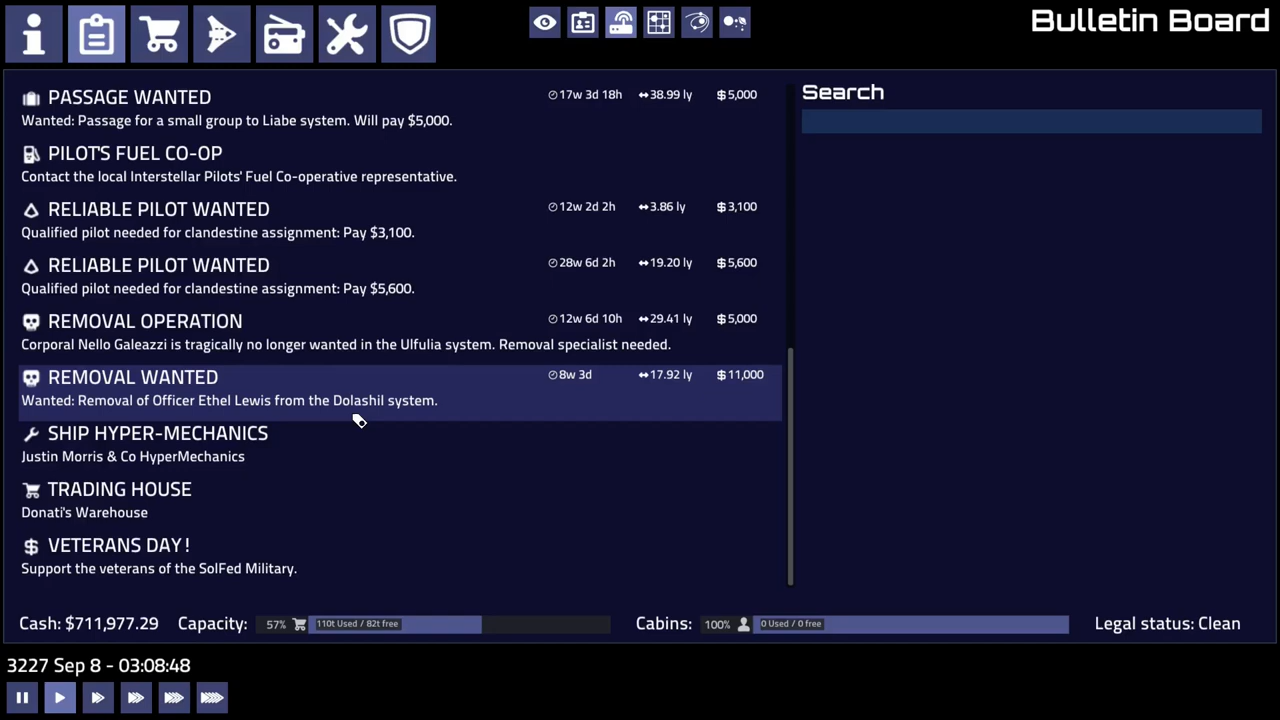 Bulletin Board
PASSAGE WANTED 17w 3d 18h 38.99 ly $5,000
Wanted: Passage for a small group to Liabe system. Will pay $5,000.
PILOT'S FUEL CO-OP
Contact the local Interstellar Pilots' Fuel Co-operative representative.
RELIABLE PILOT WANTED 12w 2d 2h 3.86 ly $3,100
Qualified pilot needed for clandestine assignment: Pay $3,100.
RELIABLE PILOT WANTED 28w 6d 2h 19.20 ly $5,600
Qualified pilot needed for clandestine assignment: Pay $5,600.
REMOVAL OPERATION 12w 6d 10h 29.41 ly $5,000
Corporal Nello Galeazzi is tragically no longer wanted in the Ulfulia system. Removal specialist needed.
REMOVAL WANTED 8w 3d 17.92 ly $11,000
Wanted: Removal of Officer Ethel Lewis from the Dolashil system.
SHIP HYPER-MECHANICS
Justin Morris & Co HyperMechanics
TRADING HOUSE
Donati's Warehouse
VETERANS DAY!
Support the veterans of the SolFed Military.
Search
Cash: $711,977.29 Capacity: 57% 110t Used / 82t free Cabins: 100% 0 Used / 0 free Legal status: Clean
3227 Sep 8 - 03:08:48